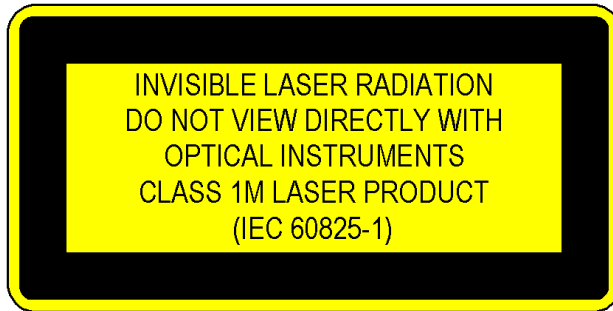 INVISIBLE LASER RADIATION
DO NOT VIEW DIRECTLY WITH
OPTICAL INSTRUMENTS
CLASS 1M LASER PRODUCT
(IEC 60825-1)